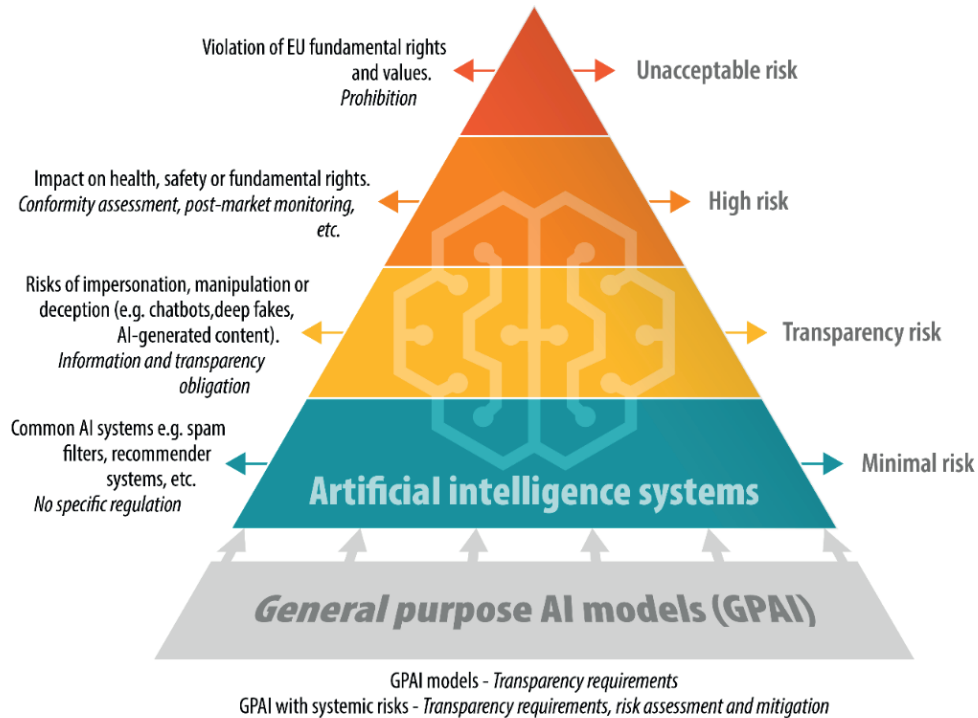 Violation of EU fundamental rights
and values.
Prohibition
Unacceptable risk
Impact on health, safety or fundamental rights.
Conformity assessment, post-market monitoring,
etc.
High risk
Risks of impersonation, manipulation or
deception (e.g. chatbots,deep fakes,
AI-generated content).
Information and transparency
obligation
Transparency risk
Common AI systems e.g. spam
filters, recommender
systems, etc.
No specific regulation
Minimal risk
Artificial intelligence systems
General purpose AI models (GPAI)
GPAI models - Transparency requirements
GPAI with systemic risks - Transparency requirements, risk assessment and mitigation